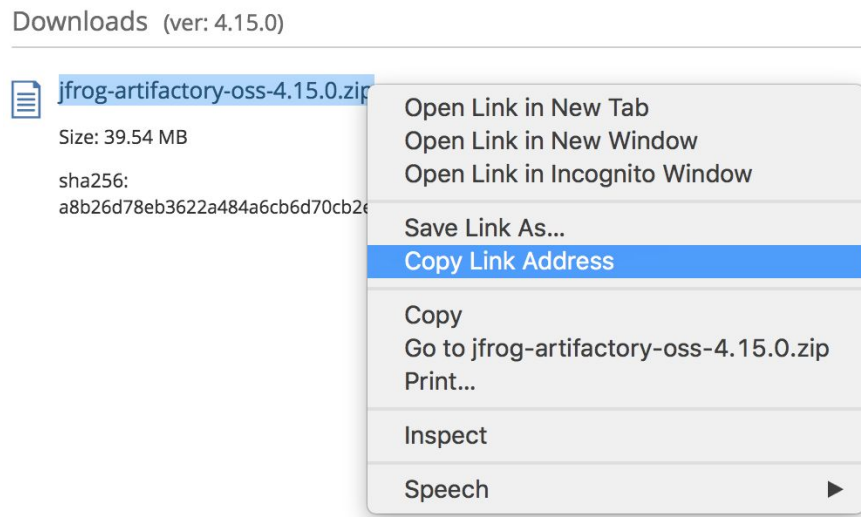 Downloads (ver: 4.15.0)
jfrog-artifactory-oss-4.15.0.zip
Size: 39.54 MB
sha256:
a8b26d78eb3622a484a6cb6d70cb2e
Open Link in New Tab
Open Link in New Window
Open Link in Incognito Window
Save Link As...
Copy Link Address
Copy
Go to jfrog-artifactory-oss-4.15.0.zip
Print...
Inspect
Speech